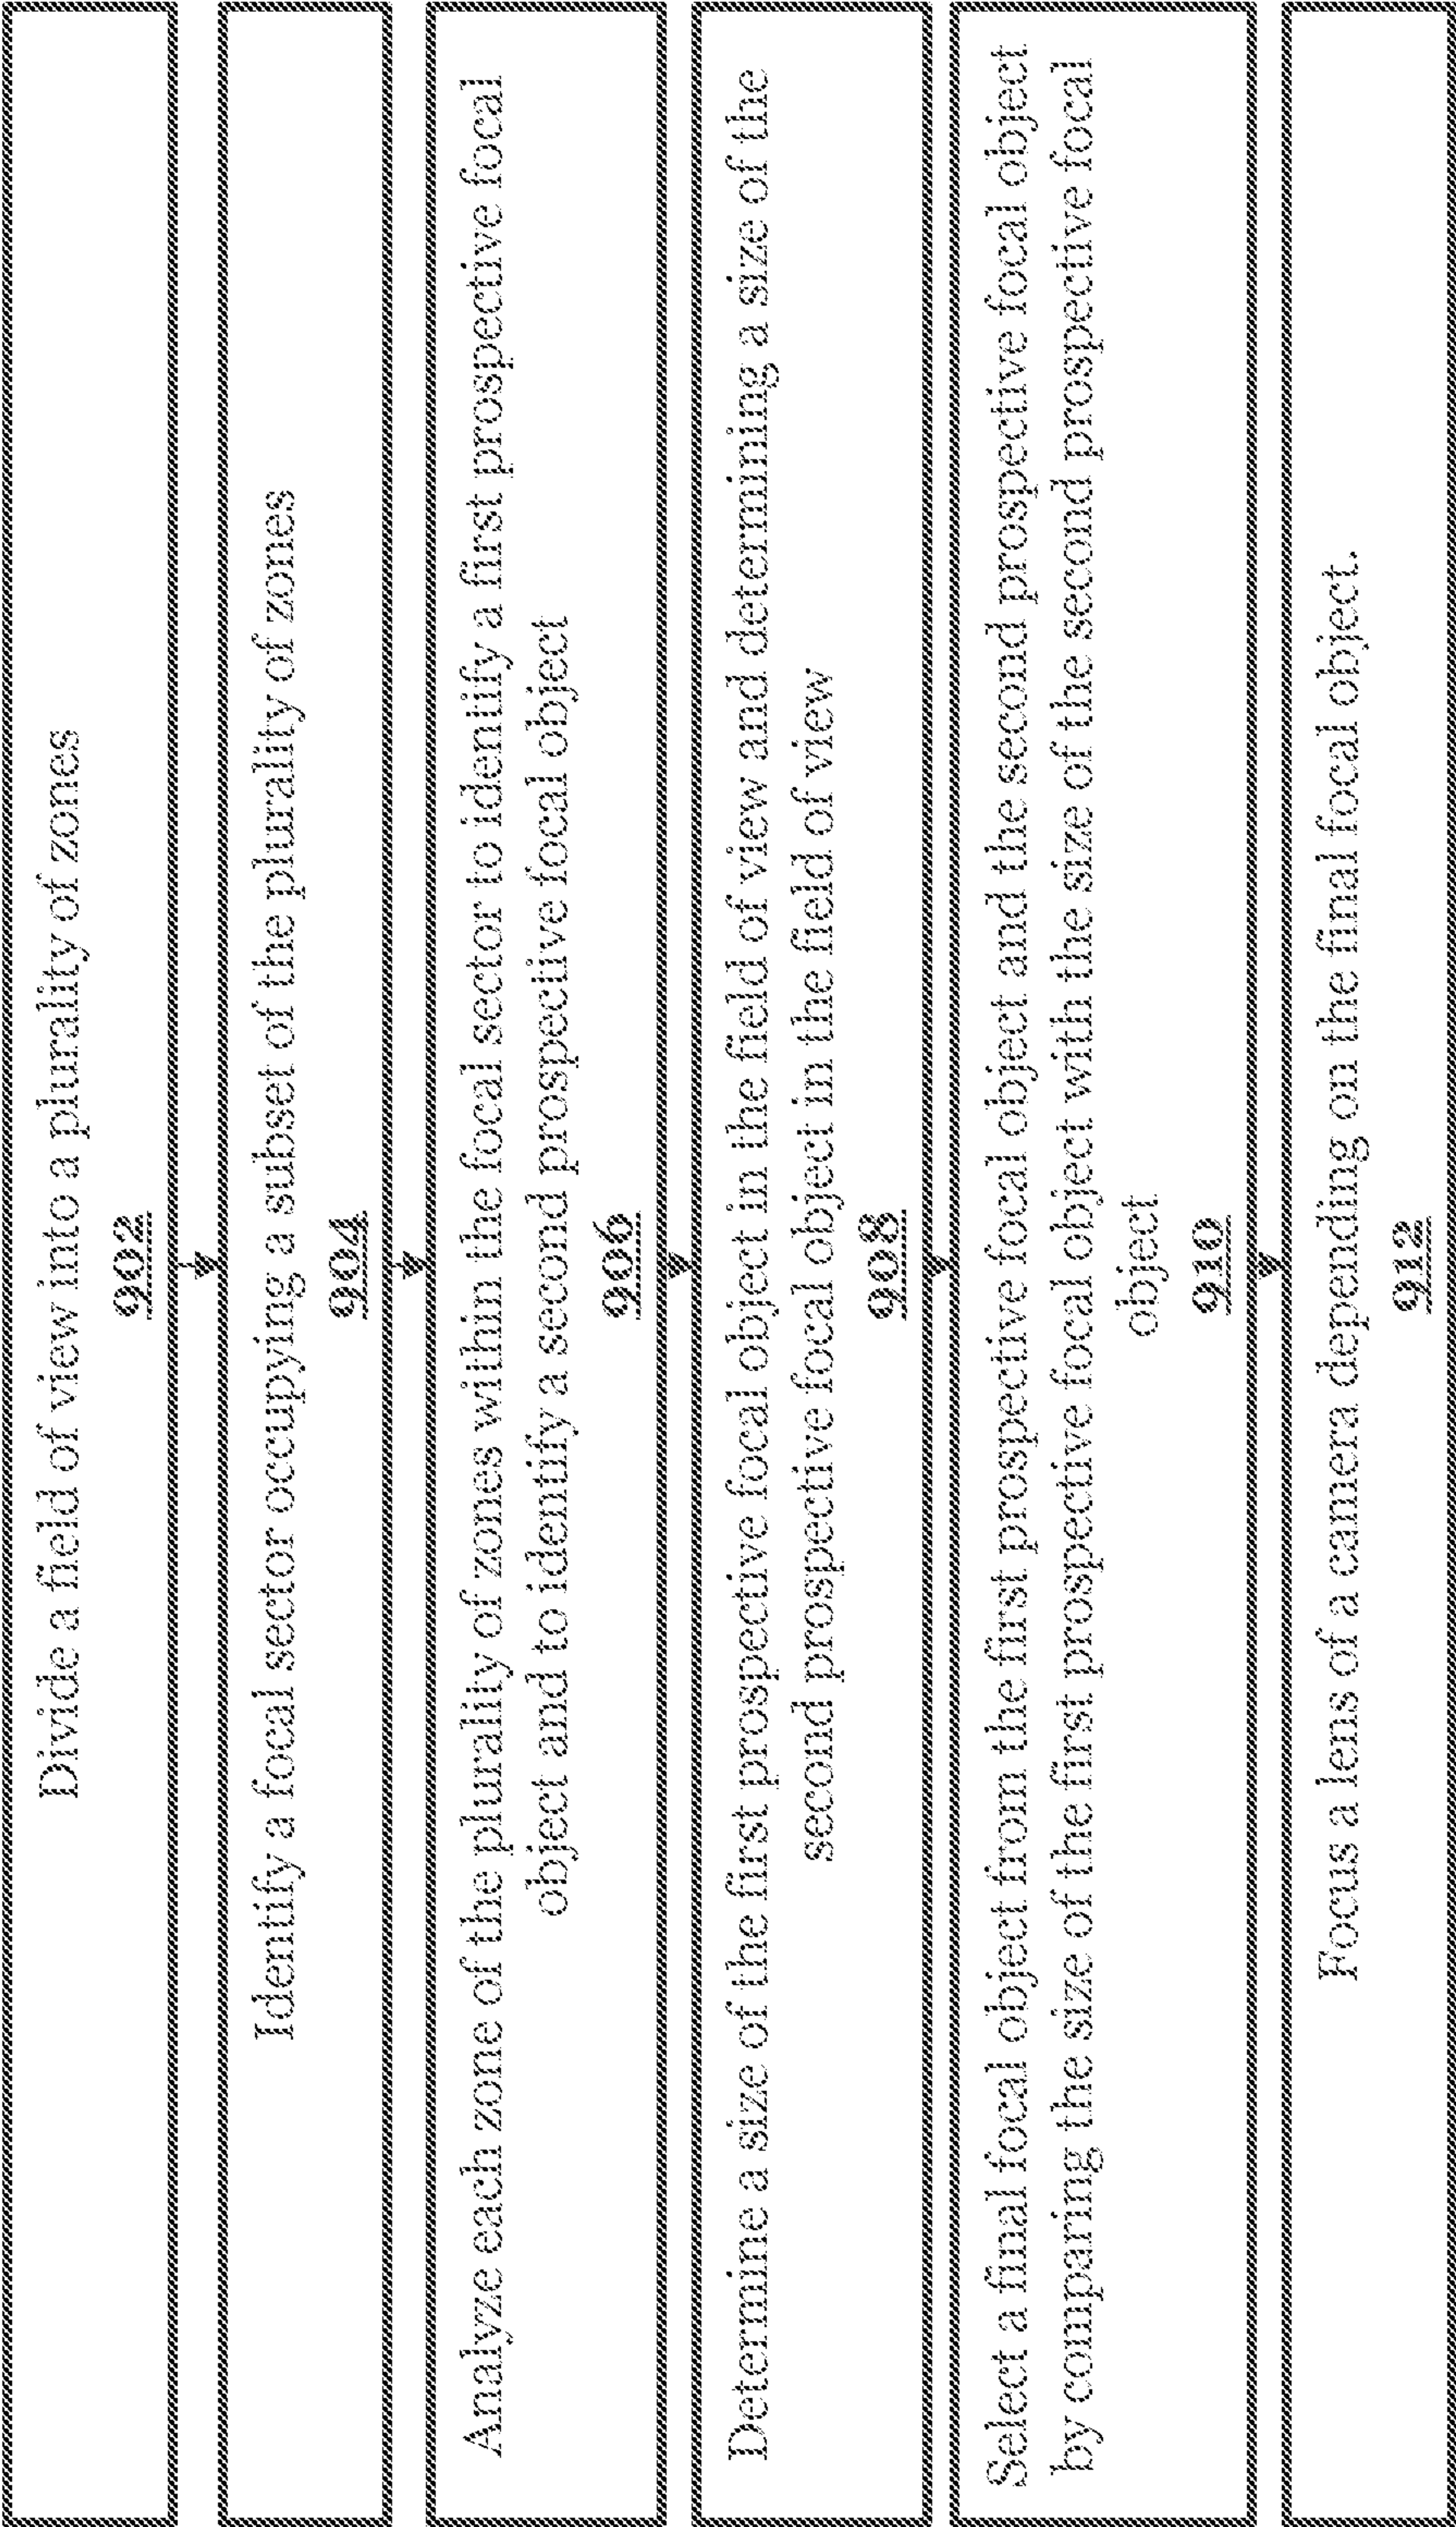 Divide a field of view into a plurality of zones
902
Identify a focal sector occupying a subset of the plurality of zones
904
Analyze each zone of the plurality of zones within the focal sector to identify a first prospective focal
object and to identify a second prospective focal object
906
Determine a size of the first prospective focal object in the field of view and determining a size of the
second prospective focal object in the field of view
908
Select a final focal object from the first prospective focal object and the second prospective focal object
by comparing the size of the first prospective focal object with the size of the second prospective focal
object
910
Focus a lens of a camera depending on the final focal object.
912